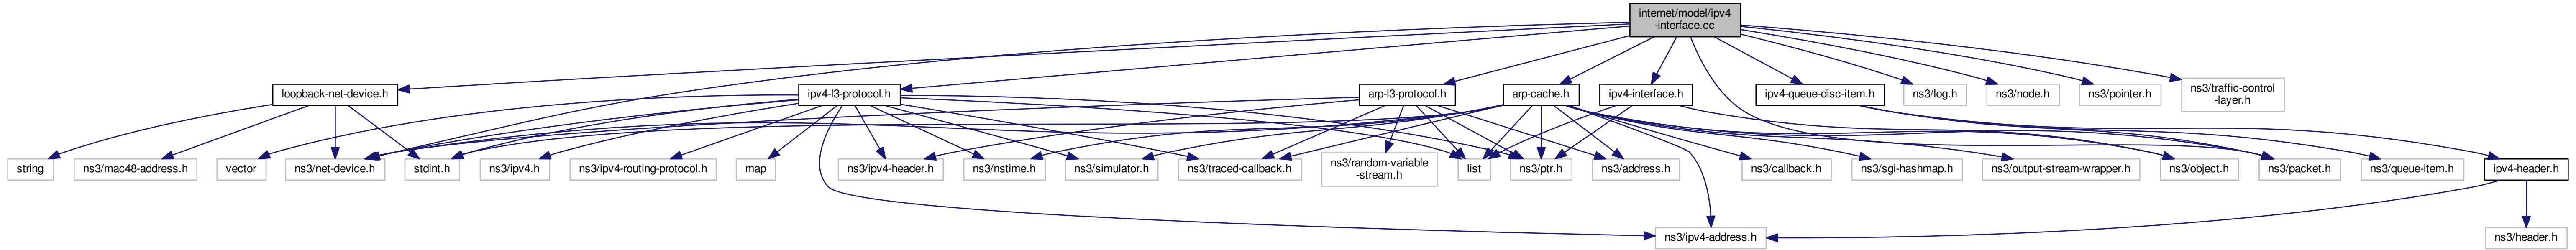 internet/model/ipv4
-interface.cc
loopback-net-device.h
ipv4-l3-protocol.h
arp-l3-protocol.h
arp-cache.h
ipv4-interface.h
ipv4-queue-disc-item.h
ns3/log.h
ns3/node.h
ns3/pointer.h
ns3/traffic-control
-layer.h
string
ns3/mac48-address.h
vector
ns3/net-device.h
stdint.h
ns3/ipv4.h
ns3/ipv4-routing-protocol.h
map
ns3/ipv4-header.h
ns3/nstime.h
ns3/simulator.h
ns3/traced-callback.h
ns3/random-variable
-stream.h
list
ns3/ptr.h
ns3/address.h
ns3/callback.h
ns3/sgi-hashmap.h
ns3/output-stream-wrapper.h
ns3/object.h
ns3/packet.h
ns3/queue-item.h
ipv4-header.h
ns3/ipv4-address.h
ns3/header.h